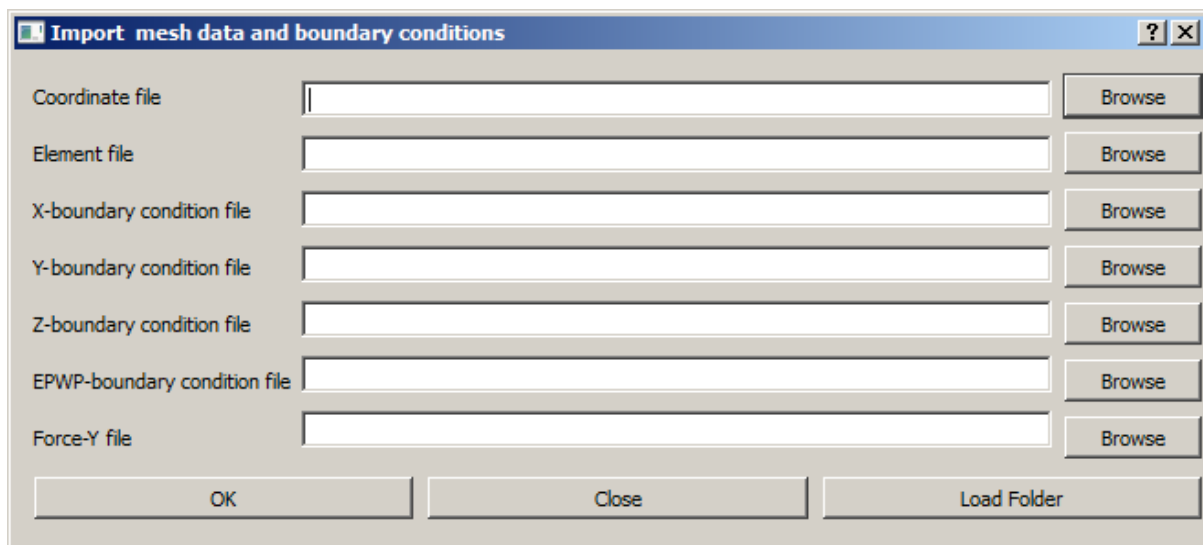 Import mesh data and boundary conditions
Coordinate file Browse
Element file Browse
X-boundary condition file Browse
Y-boundary condition file Browse
Z-boundary condition file Browse
EPWP-boundary condition file Browse
Force-Y file Browse
OK Close Load Folder